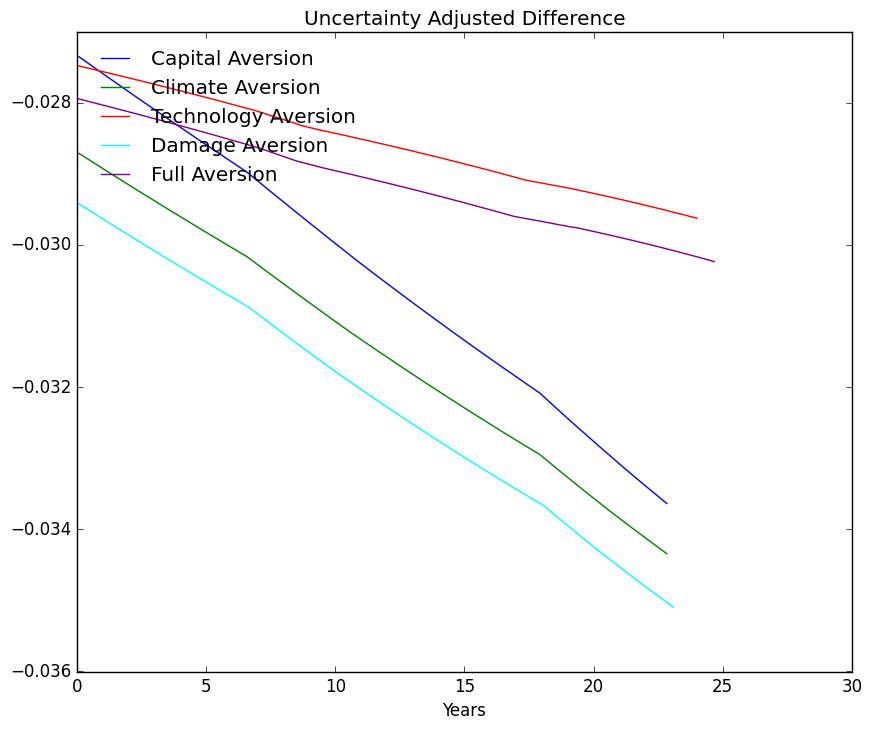 Uncertainty Adjusted Difference
Capital Aversion
Climate Aversion
Technology Aversion
Damage Aversion
Full Aversion
−0.028
−0.030
−0.032
−0.034
−0.036
0 5 10 15 20 25 30
Years